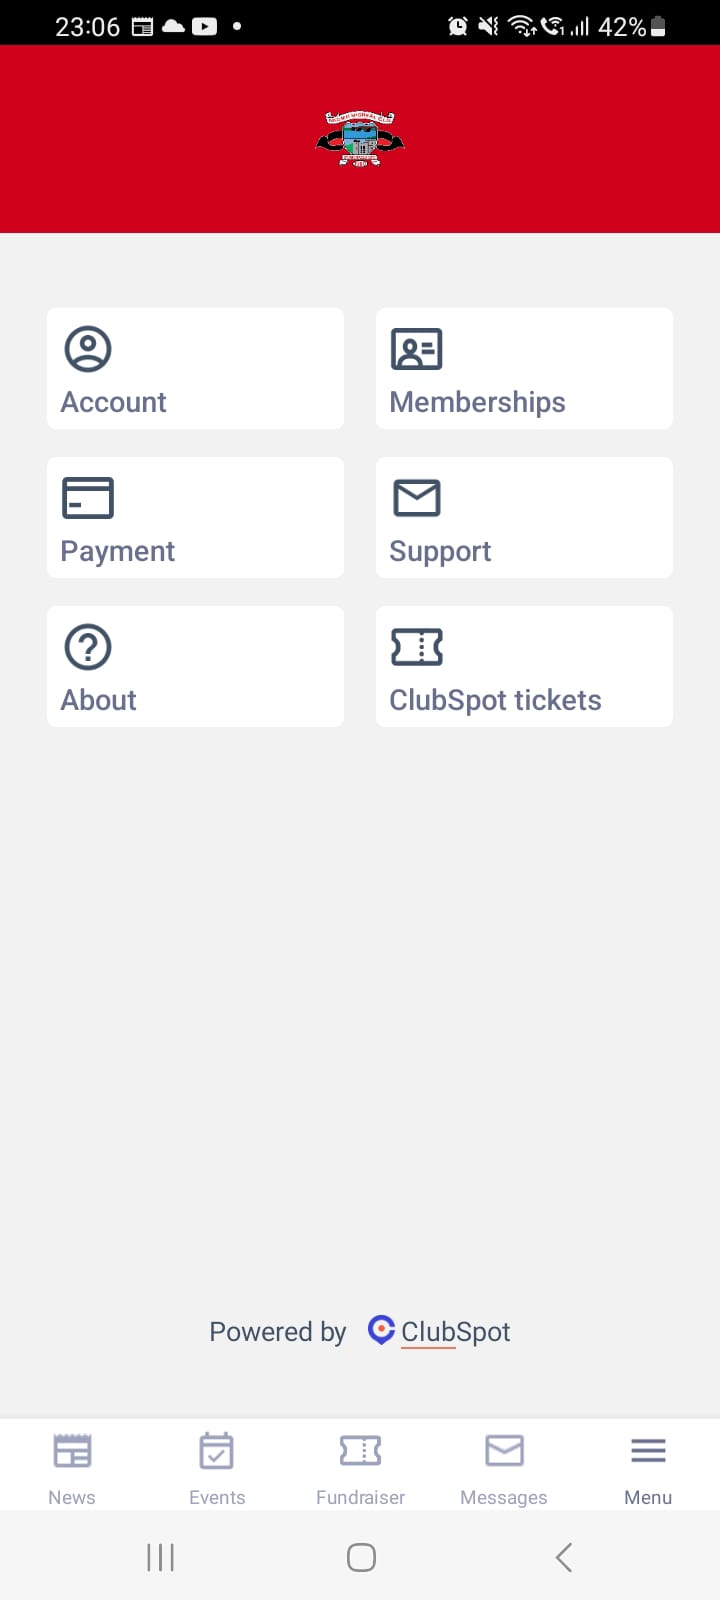 23:06
42%
Account
Memberships
Payment
Support
About
ClubSpot tickets
Powered by ClubSpot
News
Events
Fundraiser
Messages
Menu